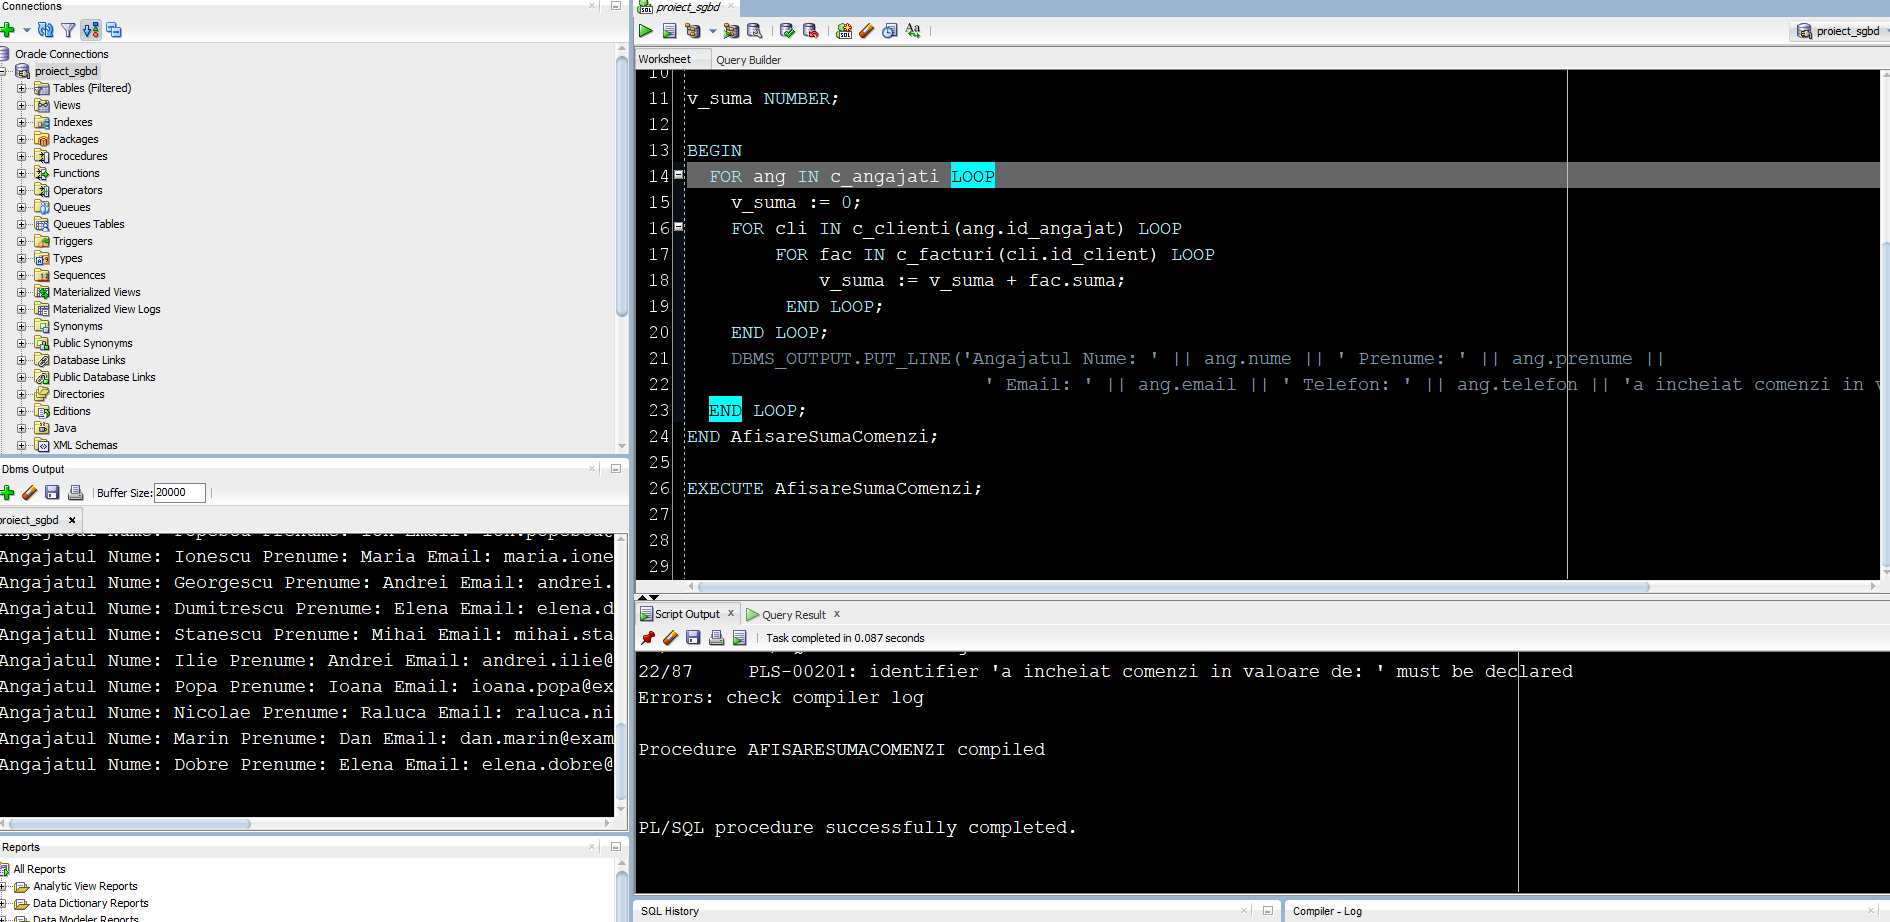 Connections
Oracle Connections
proiect_sgbd
Tables (Filtered)
Views
Indexes
Packages
Procedures
Functions
Operators
Queues
Queues Tables
Triggers
Types
Sequences
Materialized Views
Materialized View Logs
Synonyms
Public Synonyms
Database Links
Public Database Links
Directories
Editions
Java
XML Schemas
Dbms Output
Buffer Size: 20000
proiect_sgbd
Angajatul Nume: Popescu Prenume: Ion Email: ion.popescu
Angajatul Nume: Ionescu Prenume: Maria Email: maria.ione
Angajatul Nume: Georgescu Prenume: Andrei Email: andrei.
Angajatul Nume: Dumitrescu Prenume: Elena Email: elena.d
Angajatul Nume: Stanescu Prenume: Mihai Email: mihai.sta
Angajatul Nume: Ilie Prenume: Andrei Email: andrei.ilie@
Angajatul Nume: Popa Prenume: Ioana Email: ioana.popa@ex
Angajatul Nume: Nicolae Prenume: Raluca Email: raluca.ni
Angajatul Nume: Marin Prenume: Dan Email: dan.marin@exam
Angajatul Nume: Dobre Prenume: Elena Email: elena.dobre@
Reports
All Reports
Analytic View Reports
Data Dictionary Reports
Data Modeler Reports
proiect_sgbd
proiect_sgbd
Worksheet Query Builder
10
11 v_suma NUMBER;
12
13 BEGIN
14 FOR ang IN c_angajati LOOP
15 v_suma := 0;
16 FOR cli IN c_clienti(ang.id_angajat) LOOP
17 FOR fac IN c_facturi(cli.id_client) LOOP
18 v_suma := v_suma + fac.suma;
19 END LOOP;
20 END LOOP;
21 DBMS_OUTPUT.PUT_LINE('Angajatul Nume: ' || ang.nume || ' Prenume: ' || ang.prenume ||
22 ' Email: ' || ang.email || ' Telefon: ' || ang.telefon || 'a incheiat comenzi in v
23 END LOOP;
24 END AfisareSumaComenzi;
25
26 EXECUTE AfisareSumaComenzi;
27
28
29
Script Output Query Result
Task completed in 0.087 seconds
22/87 PLS-00201: identifier 'a incheiat comenzi in valoare de: ' must be declared
Errors: check compiler log
Procedure AFISARESUMACOMENZI compiled
PL/SQL procedure successfully completed.
SQL History
Compiler - Log